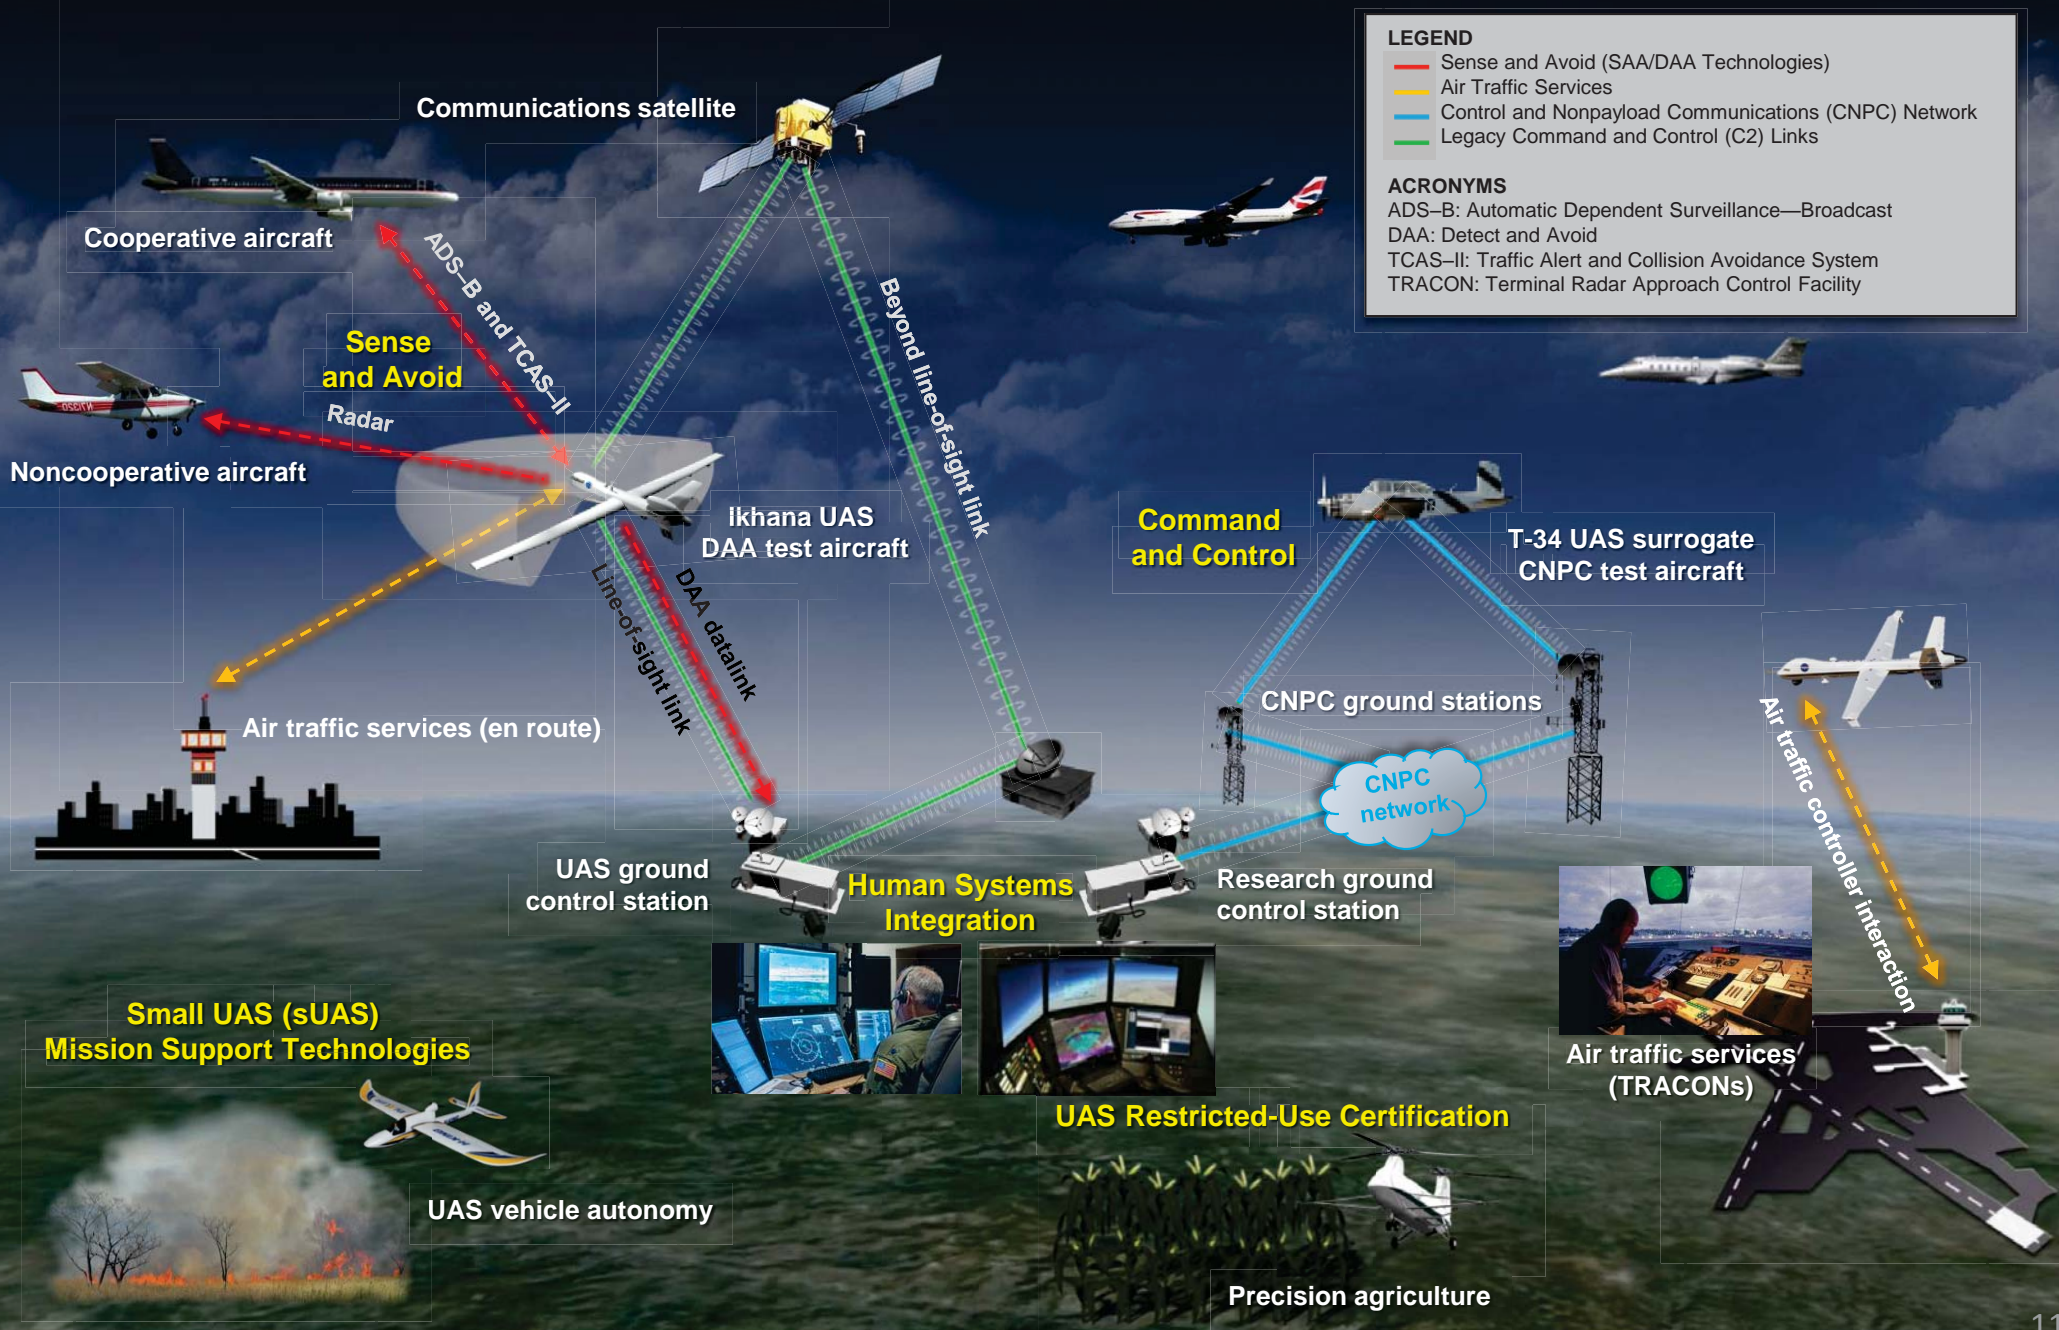 LEGEND
Sense and Avoid (SAA/DAA Technologies)
Air Traffic Services
Control and Nonpayload Communications (CNPC) Network
Legacy Command and Control (C2) Links
ACRONYMS
ADS–B: Automatic Dependent Surveillance—Broadcast
DAA: Detect and Avoid
TCAS–II: Traffic Alert and Collision Avoidance System
TRACON: Terminal Radar Approach Control Facility
Communications satellite
Cooperative aircraft
ADS–B and TCAS–II
Sense
and Avoid
Radar
Noncooperative aircraft
Beyond line-of-sight link
Ikhana UAS
DAA test aircraft
Command
and Control
T-34 UAS surrogate
CNPC test aircraft
Line-of-sight link
DAA datalink
Air traffic services (en route)
CNPC ground stations
CNPC
network
Air traffic controller interaction
UAS ground
control station
Human Systems
Integration
Research ground
control station
Small UAS (sUAS)
Mission Support Technologies
Air traffic services
(TRACONs)
UAS Restricted-Use Certification
UAS vehicle autonomy
Precision agriculture
11